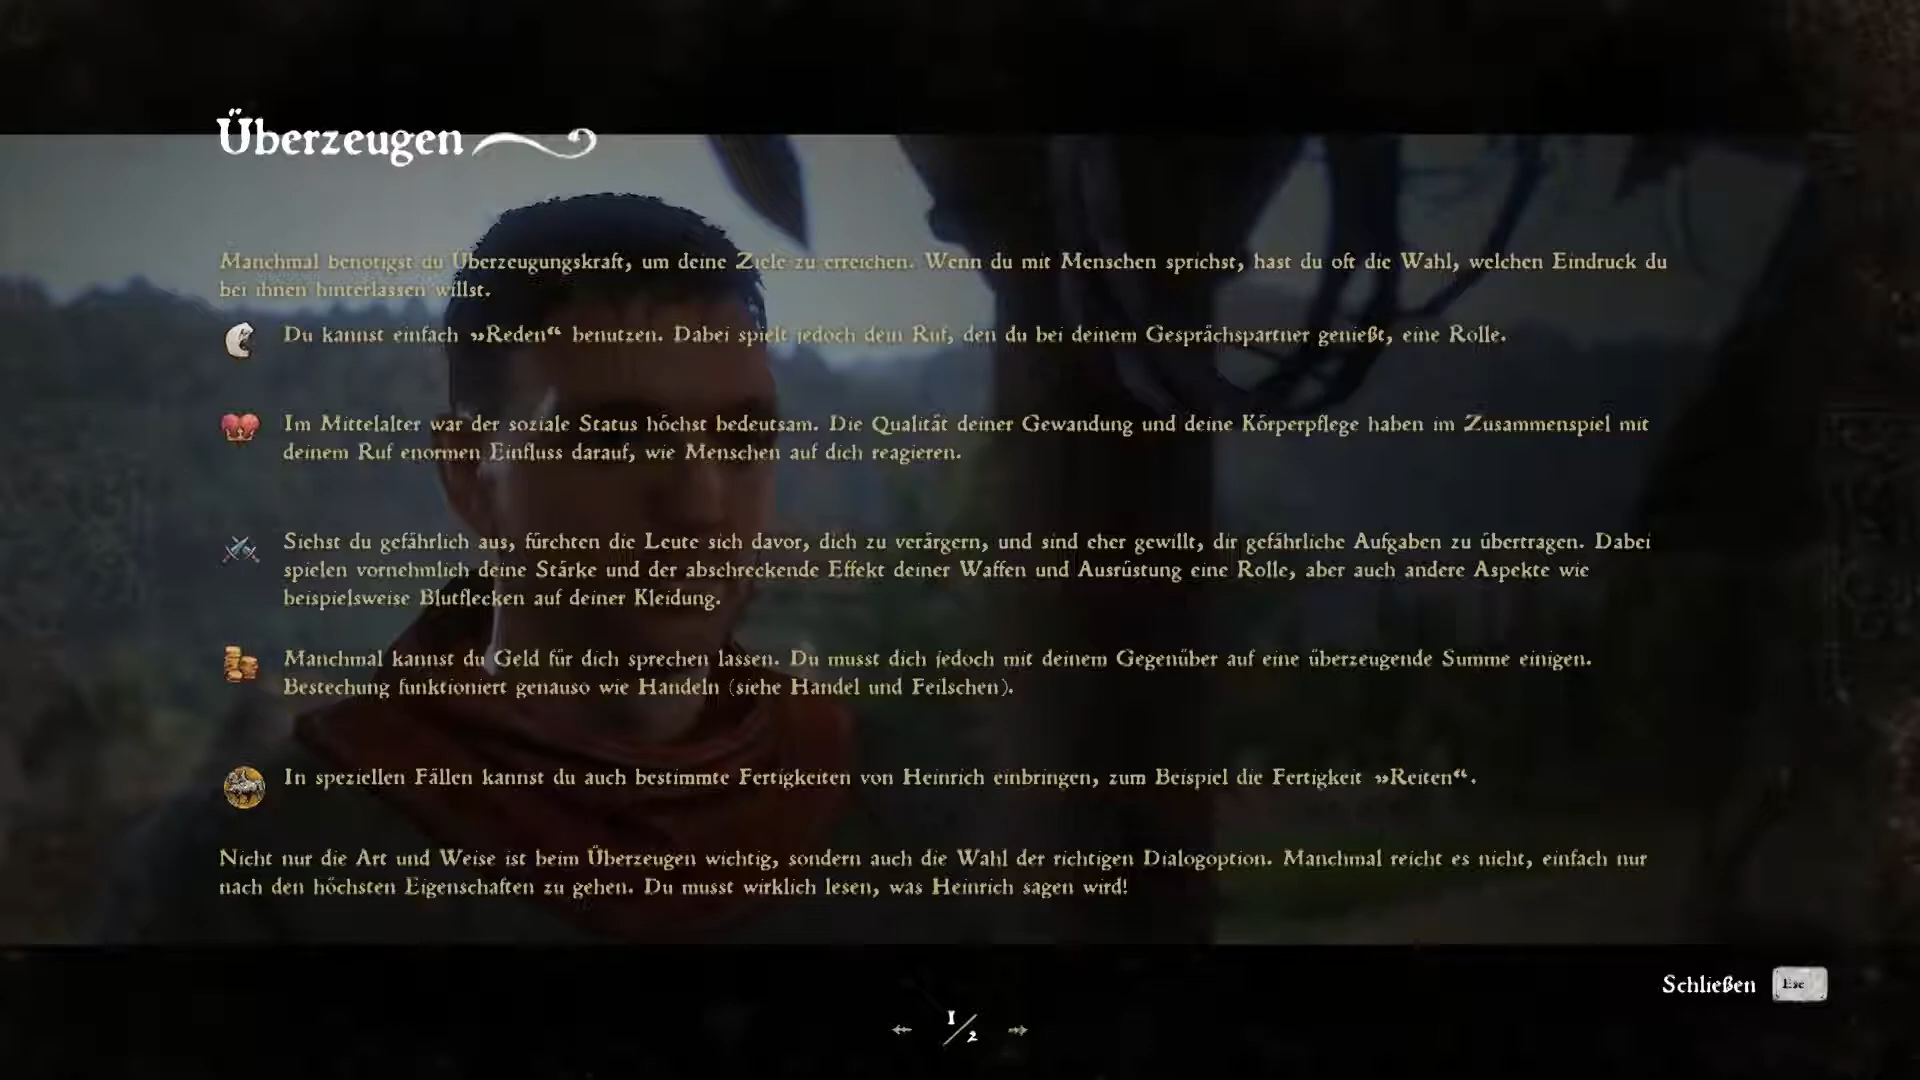 Überzeugen
Manchmal benötigst du Überzeugungskraft, um deine Ziele zu erreichen. Wenn du mit Menschen sprichst, hast du oft die Wahl, welchen Eindruck du
bei ihnen hinterlassen willst.
Du kannst einfach »Reden“ benutzen. Dabei spielt jedoch dein Ruf, den du bei deinem Gesprächspartner genießt, eine Rolle.
Im Mittelalter war der soziale Status höchst bedeutsam. Die Qualität deiner Gewandung und deine Körperpflege haben im Zusammenspiel mit
deinem Ruf enormen Einfluss darauf, wie Menschen auf dich reagieren.
Siehst du gefährlich aus, fürchten die Leute sich davor, dich zu verärgern, und sind eher gewillt, dir gefährliche Aufgaben zu übertragen. Dabei
spielen vornehmlich deine Stärke und der abschreckende Effekt deiner Waffen und Ausrüstung eine Rolle, aber auch andere Aspekte wie
beispielsweise Blutflecken auf deiner Kleidung.
Manchmal kannst du Geld für dich sprechen lassen. Du musst dich jedoch mit deinem Gegenüber auf eine überzeugende Summe einigen.
Bestechung funktioniert genauso wie Handeln (siehe Handel und Feilschen).
In speziellen Fällen kannst du auch bestimmte Fertigkeiten von Heinrich einbringen, zum Beispiel die Fertigkeit »Reiten“.
Nicht nur die Art und Weise ist beim Überzeugen wichtig, sondern auch die Wahl der richtigen Dialogoption. Manchmal reicht es nicht, einfach nur
nach den höchsten Eigenschaften zu gehen. Du musst wirklich lesen, was Heinrich sagen wird!
Schließen Esc
1/2